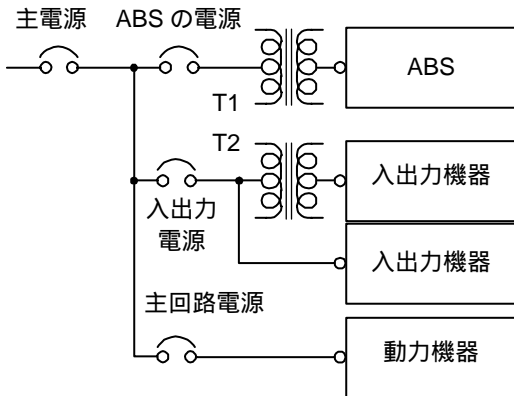 主電源
ABS の電源
ABS
T1
T2
入出力機器
入出力
電源
入出力機器
主回路電源
動力機器